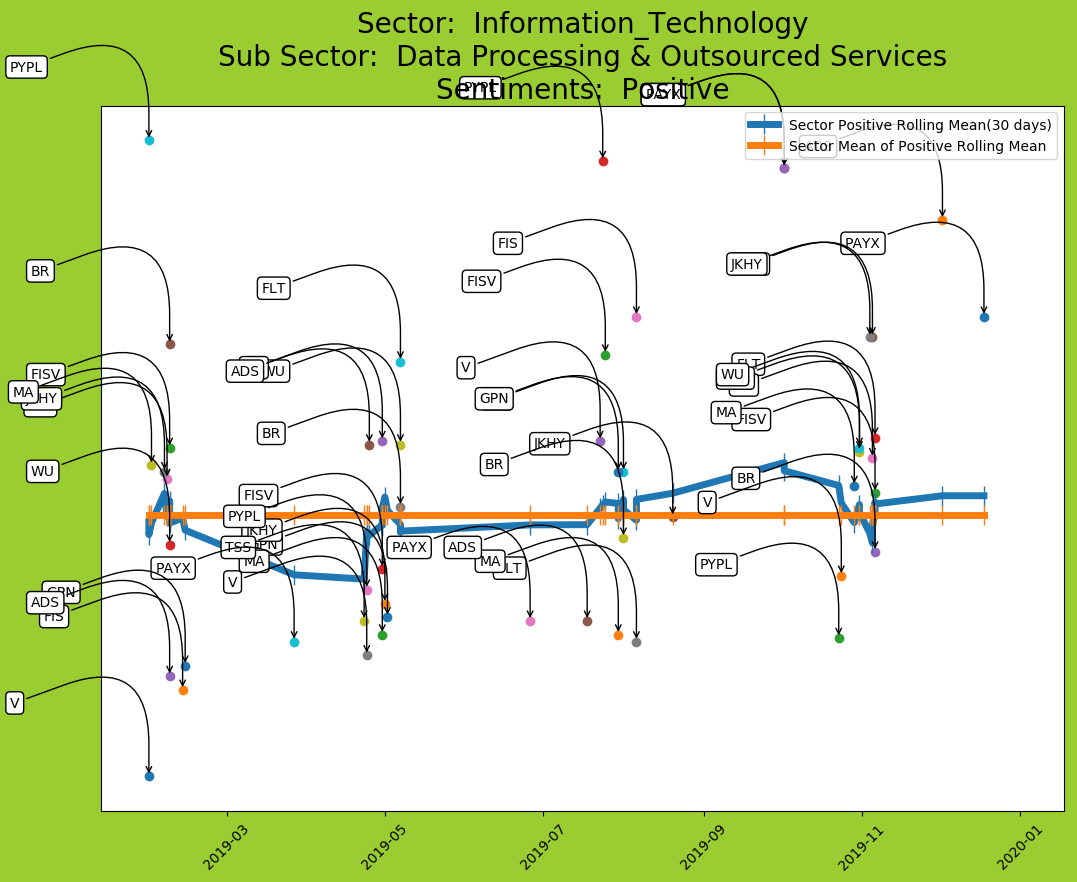 Sector:  Information_Technology
Sub Sector:  Data Processing & Outsourced Services
Sentiments:  Positive
PYPL
PYPL
PAYX
Sector Positive Rolling Mean(30 days)
Sector Mean of Positive Rolling Mean
BR
FLT
FIS
FISV
JKHY
PAYX
FISV
MA
JKHY
ADS
WU
V
GPN
FLT
WU
MA
FISV
BR
WU
BR
JKHY
BR
V
FISV
PYPL
JKHY
GPN
TSS
MA
PAYX
V
PAYX
ADS
MA
FLT
PYPL
GPN
ADS
FIS
V
2019-03
2019-05
2019-07
2019-09
2019-11
2020-01